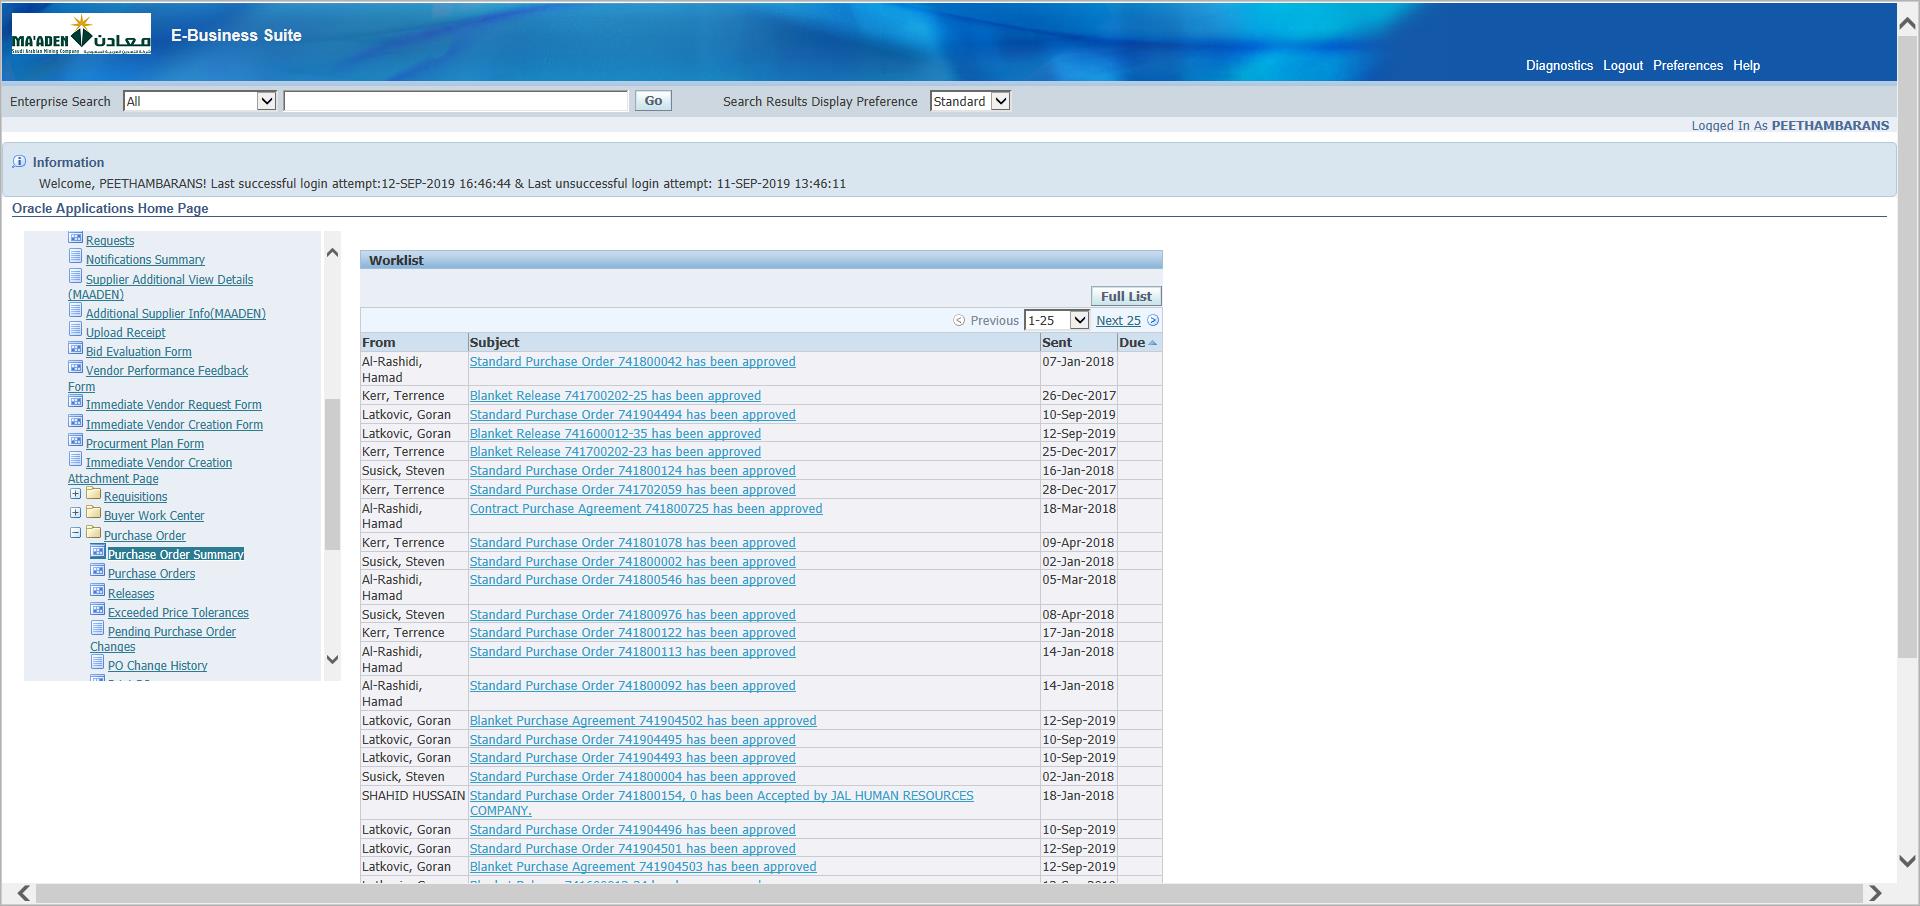 MA'ADEN معادن
Saudi Arabian Mining Company
E-Business Suite
Diagnostics Logout Preferences Help
Enterprise Search All Go Search Results Display Preference Standard
Logged In As PEETHAMBARANS
Information
Welcome, PEETHAMBARANS! Last successful login attempt:12-SEP-2019 16:46:44 & Last unsuccessful login attempt: 11-SEP-2019 13:46:11
Oracle Applications Home Page
Requests
Notifications Summary
Supplier Additional View Details
(MAADEN)
Additional Supplier Info(MAADEN)
Upload Receipt
Bid Evaluation Form
Vendor Performance Feedback
Form
Immediate Vendor Request Form
Immediate Vendor Creation Form
Procurment Plan Form
Immediate Vendor Creation
Attachment Page
Requisitions
Buyer Work Center
Purchase Order
Purchase Order Summary
Purchase Orders
Releases
Exceeded Price Tolerances
Pending Purchase Order
Changes
PO Change History
Worklist
Full List
Previous 1-25 Next 25
From Subject Sent Due
Al-Rashidi, Hamad Standard Purchase Order 741800042 has been approved 07-Jan-2018
Kerr, Terrence Blanket Release 741700202-25 has been approved 26-Dec-2017
Latkovic, Goran Standard Purchase Order 741904494 has been approved 10-Sep-2019
Latkovic, Goran Blanket Release 741600012-35 has been approved 12-Sep-2019
Kerr, Terrence Blanket Release 741700202-23 has been approved 25-Dec-2017
Susick, Steven Standard Purchase Order 741800124 has been approved 16-Jan-2018
Kerr, Terrence Standard Purchase Order 741702059 has been approved 28-Dec-2017
Al-Rashidi, Hamad Contract Purchase Agreement 741800725 has been approved 18-Mar-2018
Kerr, Terrence Standard Purchase Order 741801078 has been approved 09-Apr-2018
Susick, Steven Standard Purchase Order 741800002 has been approved 02-Jan-2018
Al-Rashidi, Hamad Standard Purchase Order 741800546 has been approved 05-Mar-2018
Susick, Steven Standard Purchase Order 741800976 has been approved 08-Apr-2018
Kerr, Terrence Standard Purchase Order 741800122 has been approved 17-Jan-2018
Al-Rashidi, Hamad Standard Purchase Order 741800113 has been approved 14-Jan-2018
Al-Rashidi, Hamad Standard Purchase Order 741800092 has been approved 14-Jan-2018
Latkovic, Goran Blanket Purchase Agreement 741904502 has been approved 12-Sep-2019
Latkovic, Goran Standard Purchase Order 741904495 has been approved 10-Sep-2019
Latkovic, Goran Standard Purchase Order 741904493 has been approved 10-Sep-2019
Susick, Steven Standard Purchase Order 741800004 has been approved 02-Jan-2018
SHAHID HUSSAIN Standard Purchase Order 741800154, 0 has been Accepted by JAL HUMAN RESOURCES 18-Jan-2018
COMPANY.
Latkovic, Goran Standard Purchase Order 741904496 has been approved 10-Sep-2019
Latkovic, Goran Standard Purchase Order 741904501 has been approved 12-Sep-2019
Latkovic, Goran Blanket Purchase Agreement 741904503 has been approved 12-Sep-2019